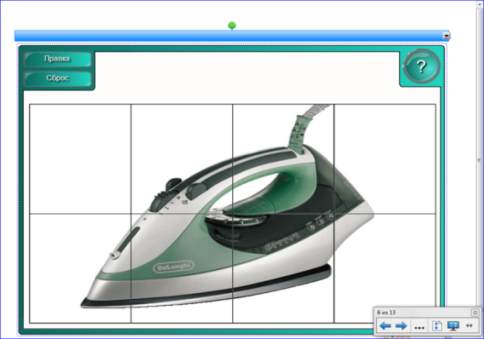 Правка
Сброс
?
DeLonghi
6 из 13
...